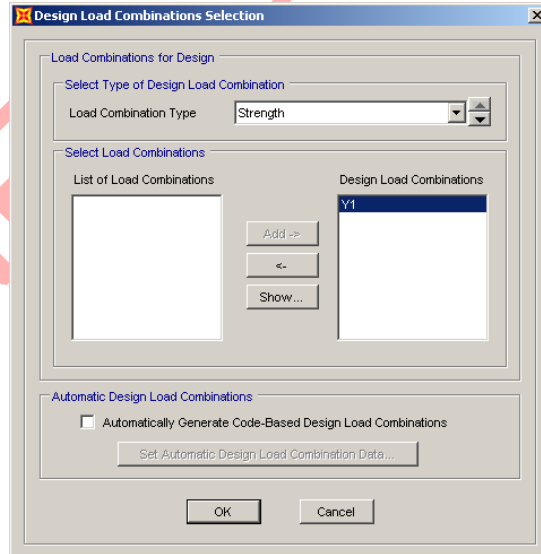 Design Load Combinations Selection
Load Combinations for Design
Select Type of Design Load Combination
Load Combination Type
Strength
Select Load Combinations
List of Load Combinations
Design Load Combinations
Y1
Add ->
<-
Show...
Automatic Design Load Combinations
Automatically Generate Code-Based Design Load Combinations
Set Automatic Design Load Combination Data...
OK
Cancel